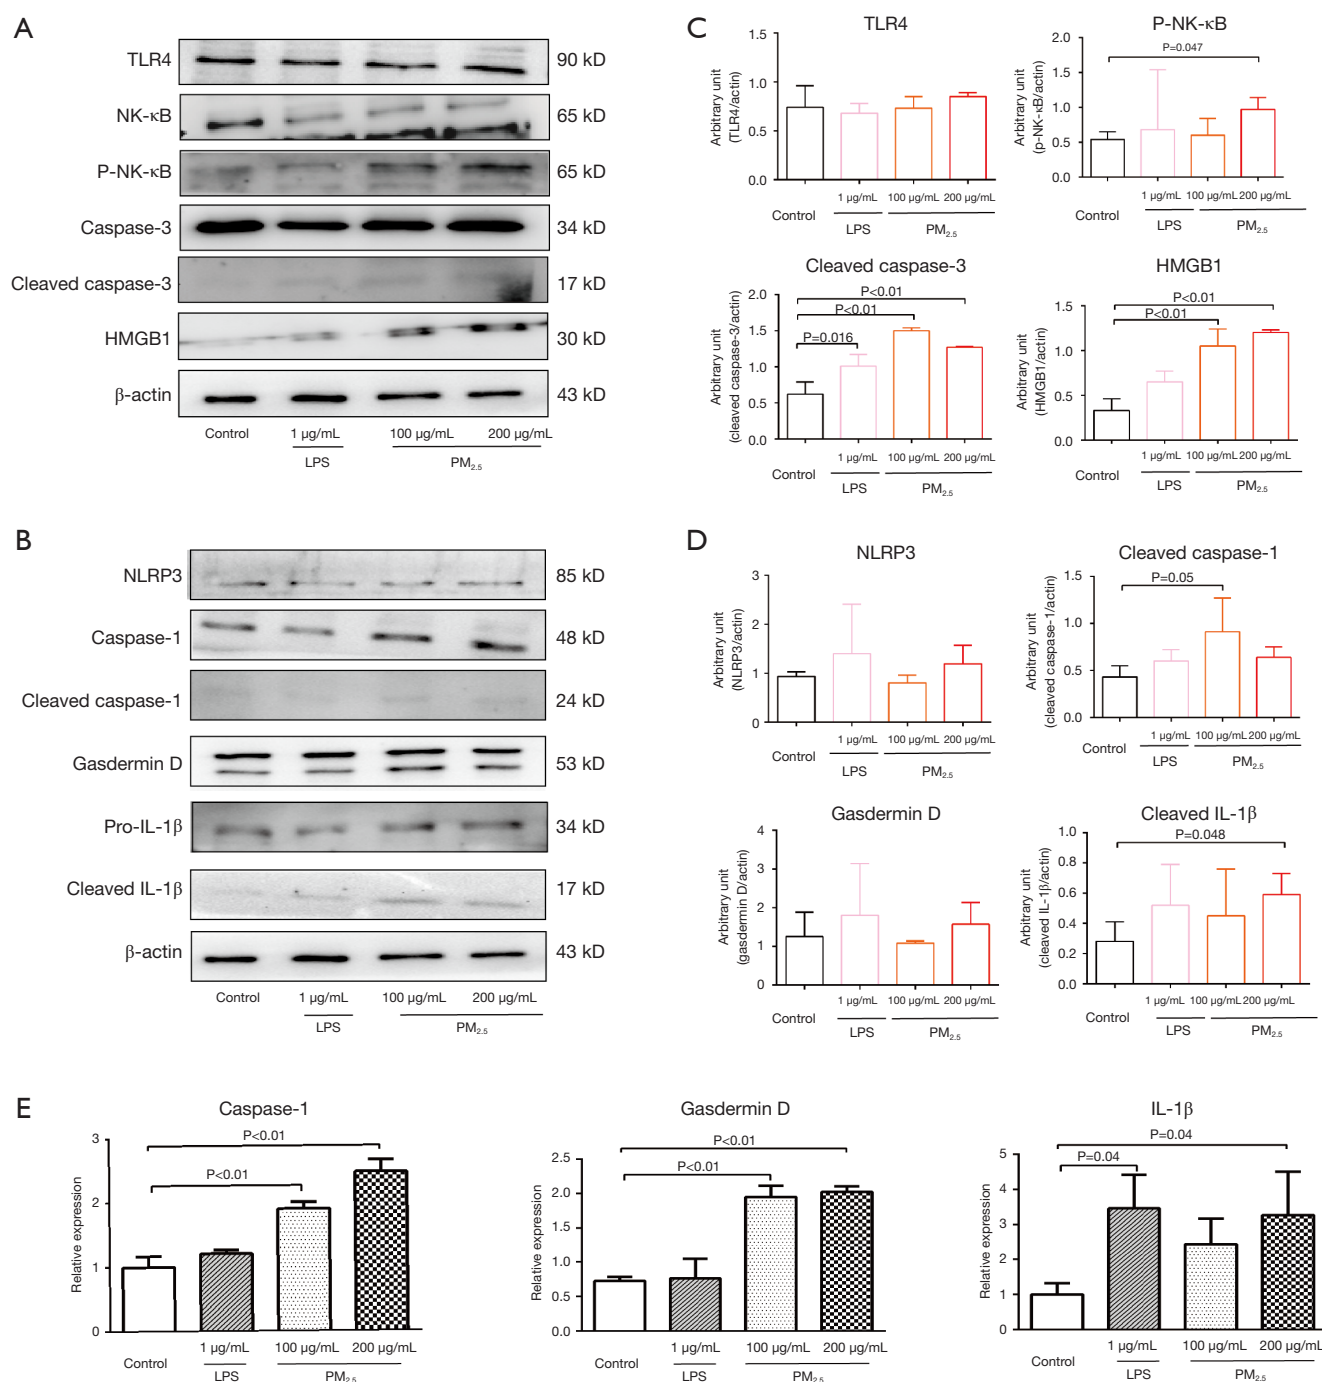 A
TLR4
90 kD
NK-κB
65 kD
P-NK-κB
65 kD
Caspase-3
34 kD
Cleaved caspase-3
17 kD
HMGB1
30 kD
β-actin
43 kD
Control
1 µg/mL
100 µg/mL
200 µg/mL
LPS
PM2.5
C
TLR4
Arbitrary unit
(TLR4/actin)
1.5
1.0
0.5
0.0
Control
1 µg/mL
100 µg/mL
200 µg/mL
LPS
PM2.5
P-NK-κB
Arbitrary unit
(p-NK-κB/actin)
2.0
1.5
1.0
0.5
0.0
P=0.047
Control
1 µg/mL
100 µg/mL
200 µg/mL
LPS
PM2.5
Cleaved caspase-3
Arbitrary unit
(cleaved caspase-3/actin)
2.0
1.5
1.0
0.5
0.0
P<0.01
P<0.01
P=0.016
Control
1 µg/mL
100 µg/mL
200 µg/mL
LPS
PM2.5
HMGB1
Arbitrary unit
(HMGB1/actin)
1.5
1.0
0.5
0.0
P<0.01
P<0.01
Control
1 µg/mL
100 µg/mL
200 µg/mL
LPS
PM2.5
B
NLRP3
85 kD
Caspase-1
48 kD
Cleaved caspase-1
24 kD
Gasdermin D
53 kD
Pro-IL-1β
34 kD
Cleaved IL-1β
17 kD
β-actin
43 kD
Control
1 µg/mL
100 µg/mL
200 µg/mL
LPS
PM2.5
D
NLRP3
Arbitrary unit
(NLRP3/actin)
3
2
1
0
Control
1 µg/mL
100 µg/mL
200 µg/mL
LPS
PM2.5
Cleaved caspase-1
Arbitrary unit
(cleaved caspase-1/actin)
1.5
1.0
0.5
0.0
P=0.05
Control
1 µg/mL
100 µg/mL
200 µg/mL
LPS
PM2.5
Gasdermin D
Arbitrary unit
(gasdermin D/actin)
4
3
2
1
0
Control
1 µg/mL
100 µg/mL
200 µg/mL
LPS
PM2.5
Cleaved IL-1β
Arbitrary unit
(cleaved IL-1β/actin)
1.0
0.8
0.6
0.4
0.2
0.0
P=0.048
Control
1 µg/mL
100 µg/mL
200 µg/mL
LPS
PM2.5
E
Caspase-1
Relative expression
3
2
1
0
P<0.01
P<0.01
Control
1 µg/mL
100 µg/mL
200 µg/mL
LPS
PM2.5
Gasdermin D
Relative expression
2.5
2.0
1.5
1.0
0.5
0.0
P<0.01
P<0.01
Control
1 µg/mL
100 µg/mL
200 µg/mL
LPS
PM2.5
IL-1β
Relative expression
5
4
3
2
1
0
P=0.04
P=0.04
Control
1 µg/mL
100 µg/mL
200 µg/mL
LPS
PM2.5